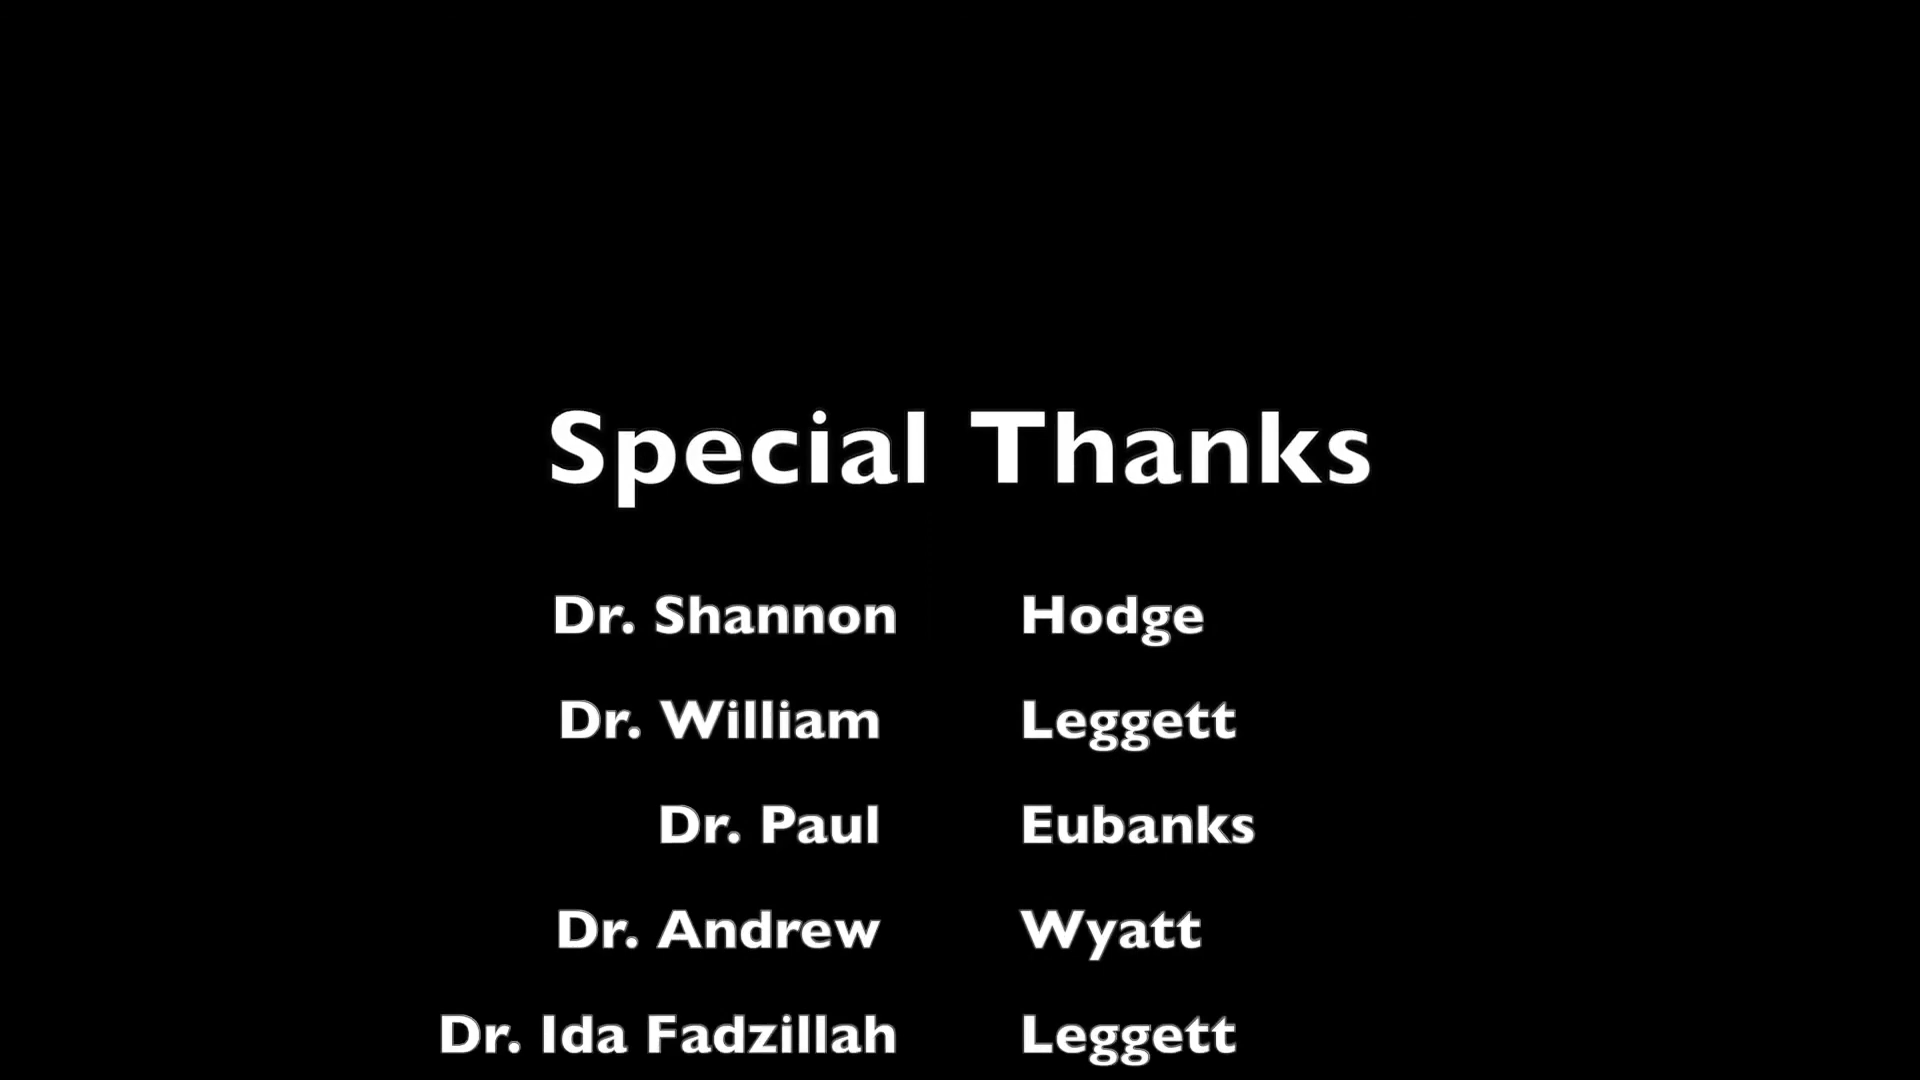 Special Thanks
Dr. Shannon Hodge
Dr. William Leggett
Dr. Paul Eubanks
Dr. Andrew Wyatt
Dr. Ida Fadzillah Leggett